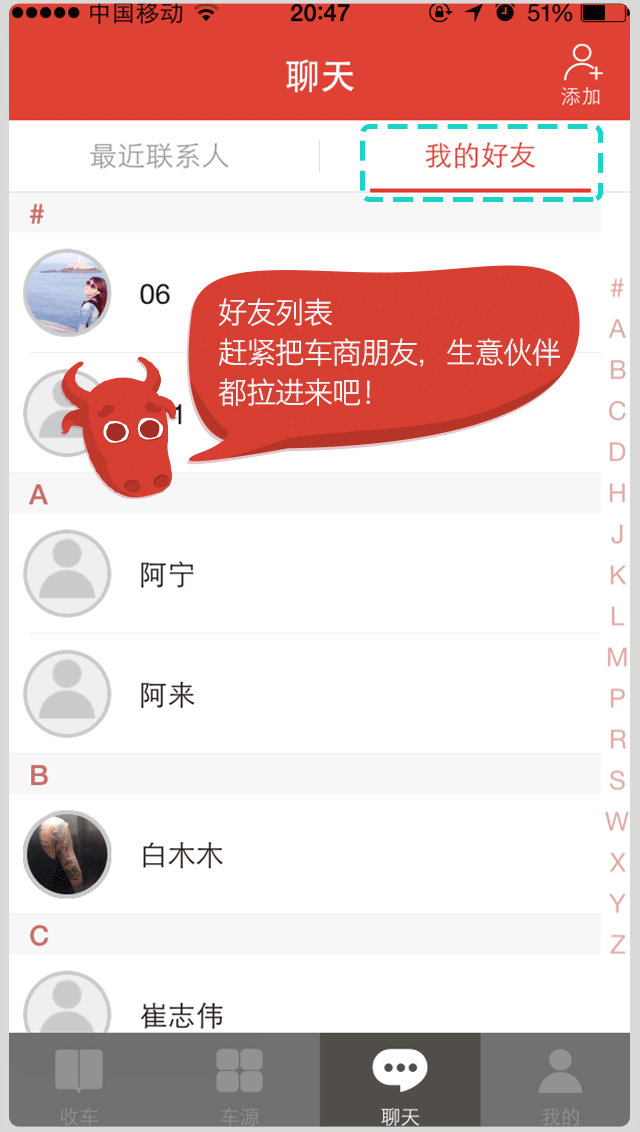 中国移动 20:47 51%
聊天
添加
最近联系人 我的好友
#
06
好友列表
赶紧把车商朋友，生意伙伴
都拉进来吧！
1
A
阿宁
阿来
B
白木木
C
崔志伟
#
A
B
C
D
H
J
K
L
M
P
R
S
W
X
Y
Z
收车 车源 聊天 我的